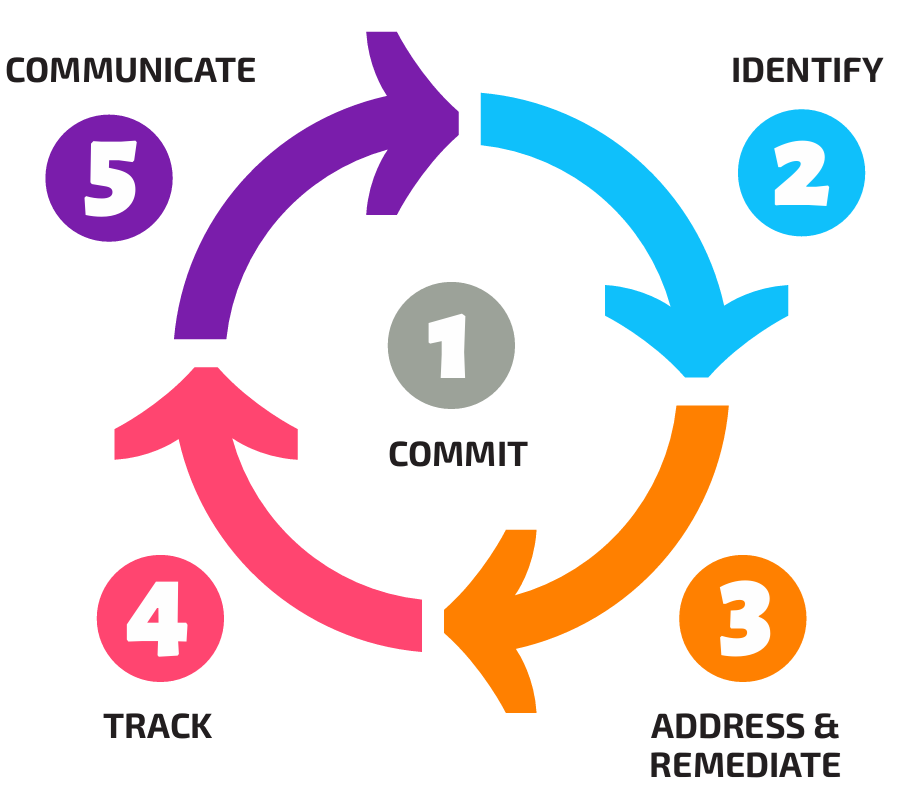 COMMUNICATE
5
IDENTIFY
2
1
COMMIT
4
TRACK
3
ADDRESS &
REMEDIATE